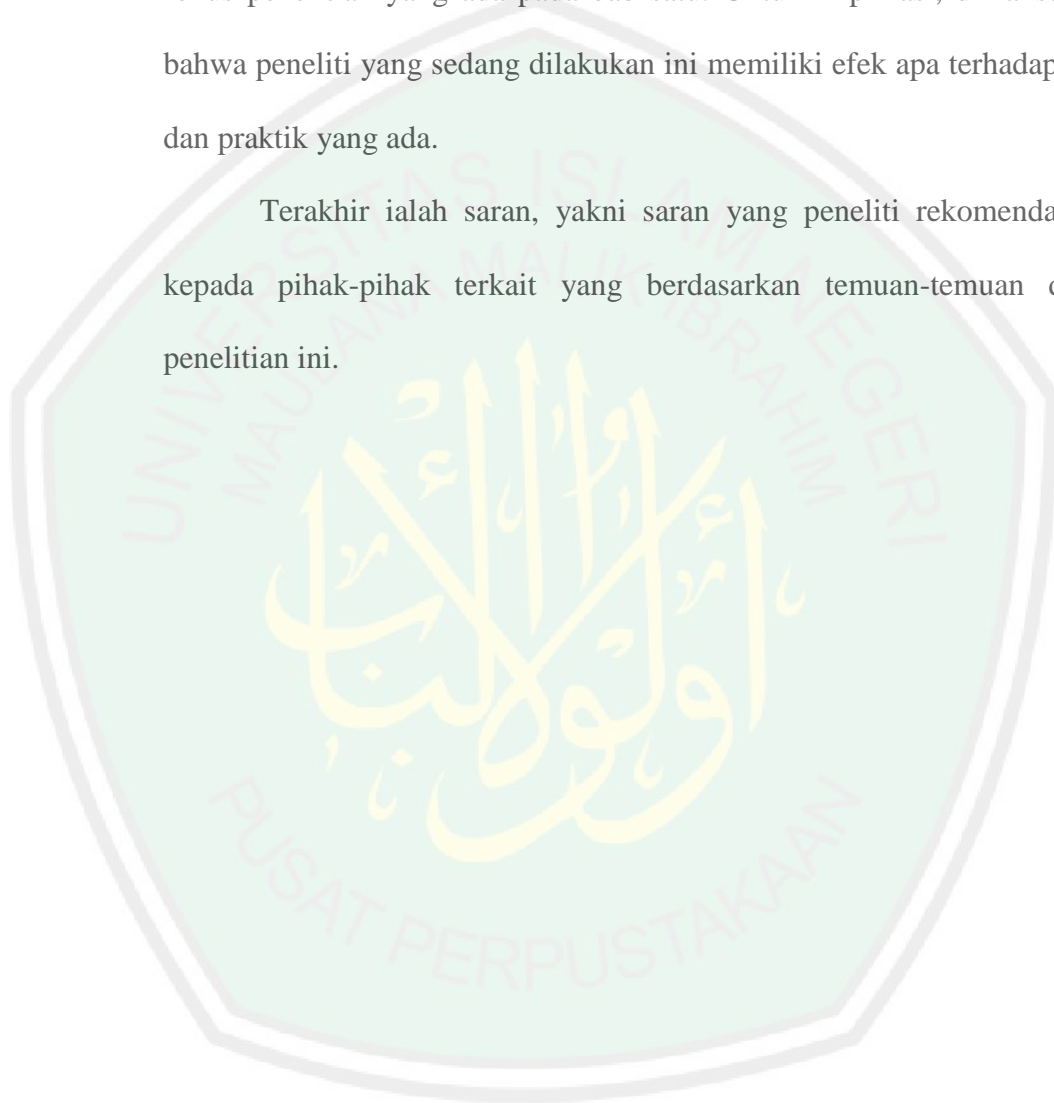 bahwa peneliti yang sedang dilakukan ini memiliki efek apa terhadap
dan praktik yang ada.
Terakhir ialah saran, yakni saran yang peneliti rekomenda
kepada pihak-pihak terkait yang berdasarkan temuan-temuan
penelitian ini.
UNIVERSITAS ISLAM NEGERI
MAULANA MALIK IBRAHIM
أولوا الألباب
PUSAT PERPUSTAKAAN